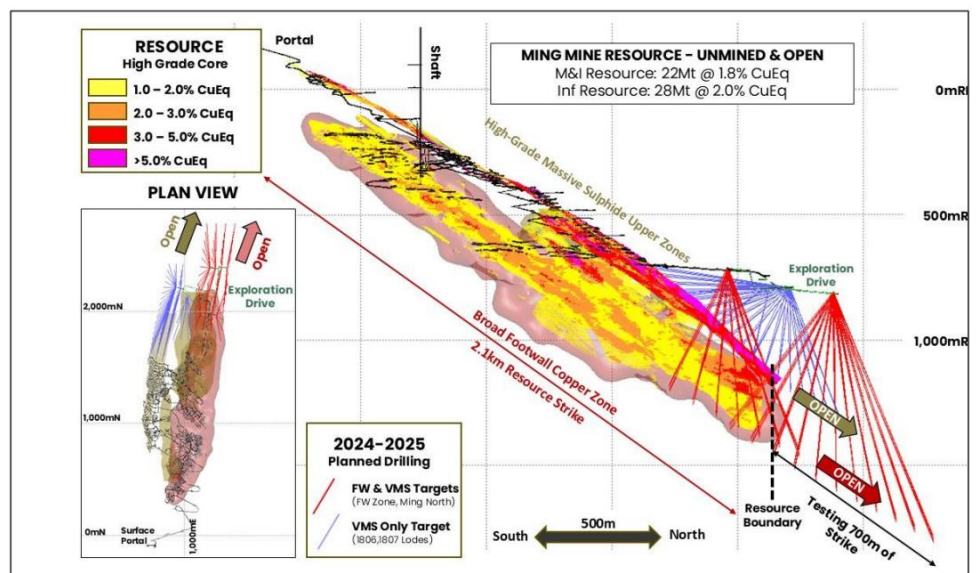 RESOURCE
High Grade Core
1.0 – 2.0% CuEq
2.0 – 3.0% CuEq
3.0 – 5.0% CuEq
>5.0% CuEq
Portal
Shaft
MING MINE RESOURCE - UNMINED & OPEN
M&I Resource: 22Mt @ 1.8% CuEq
Inf Resource: 28Mt @ 2.0% CuEq
0mRl
High-Grade Massive Sulphide Upper Zones
500mR
Exploration
Drive
1,000mR
Broad Footwall Copper Zone
2.1km Resource Strike
PLAN VIEW
Open
Open
Exploration
Drive
2,000mN
1,000mN
0mN
Surface
Portal
1,000mE
2024-2025
Planned Drilling
FW & VMS Targets
(FW Zone, Ming North)
VMS Only Target
(1806,1807 Lodes)
South
500m
North
Resource
Boundary
OPEN
OPEN
Testing 700m of
Strike